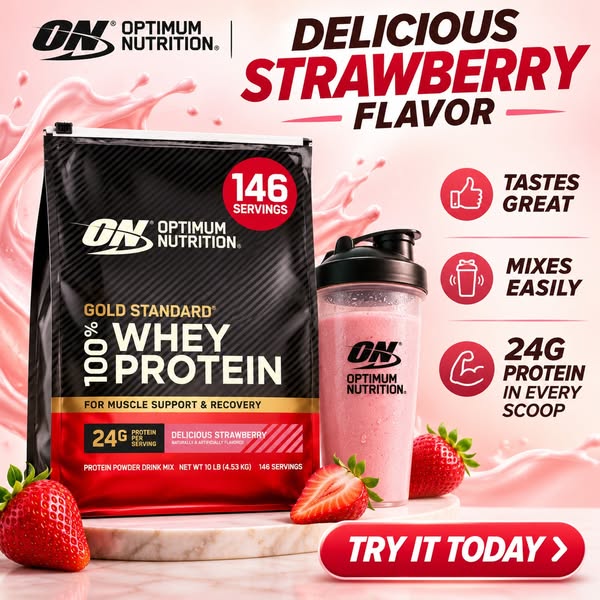 ON® OPTIMUM
NUTRITION®
DELICIOUS
STRAWBERRY
FLAVOR
146
SERVINGS
ON® OPTIMUM
NUTRITION®
GOLD STANDARD®
100% WHEY
PROTEIN
FOR MUSCLE SUPPORT & RECOVERY
24G PROTEIN
PER
SERVING
DELICIOUS STRAWBERRY
NATURALLY & ARTIFICIALLY FLAVORED
PROTEIN POWDER DRINK MIX NET WT 10 LB (4.53 KG) 146 SERVINGS
ON
OPTIMUM
NUTRITION®
TASTES
GREAT
MIXES
EASILY
24G
PROTEIN
IN EVERY
SCOOP
TRY IT TODAY >